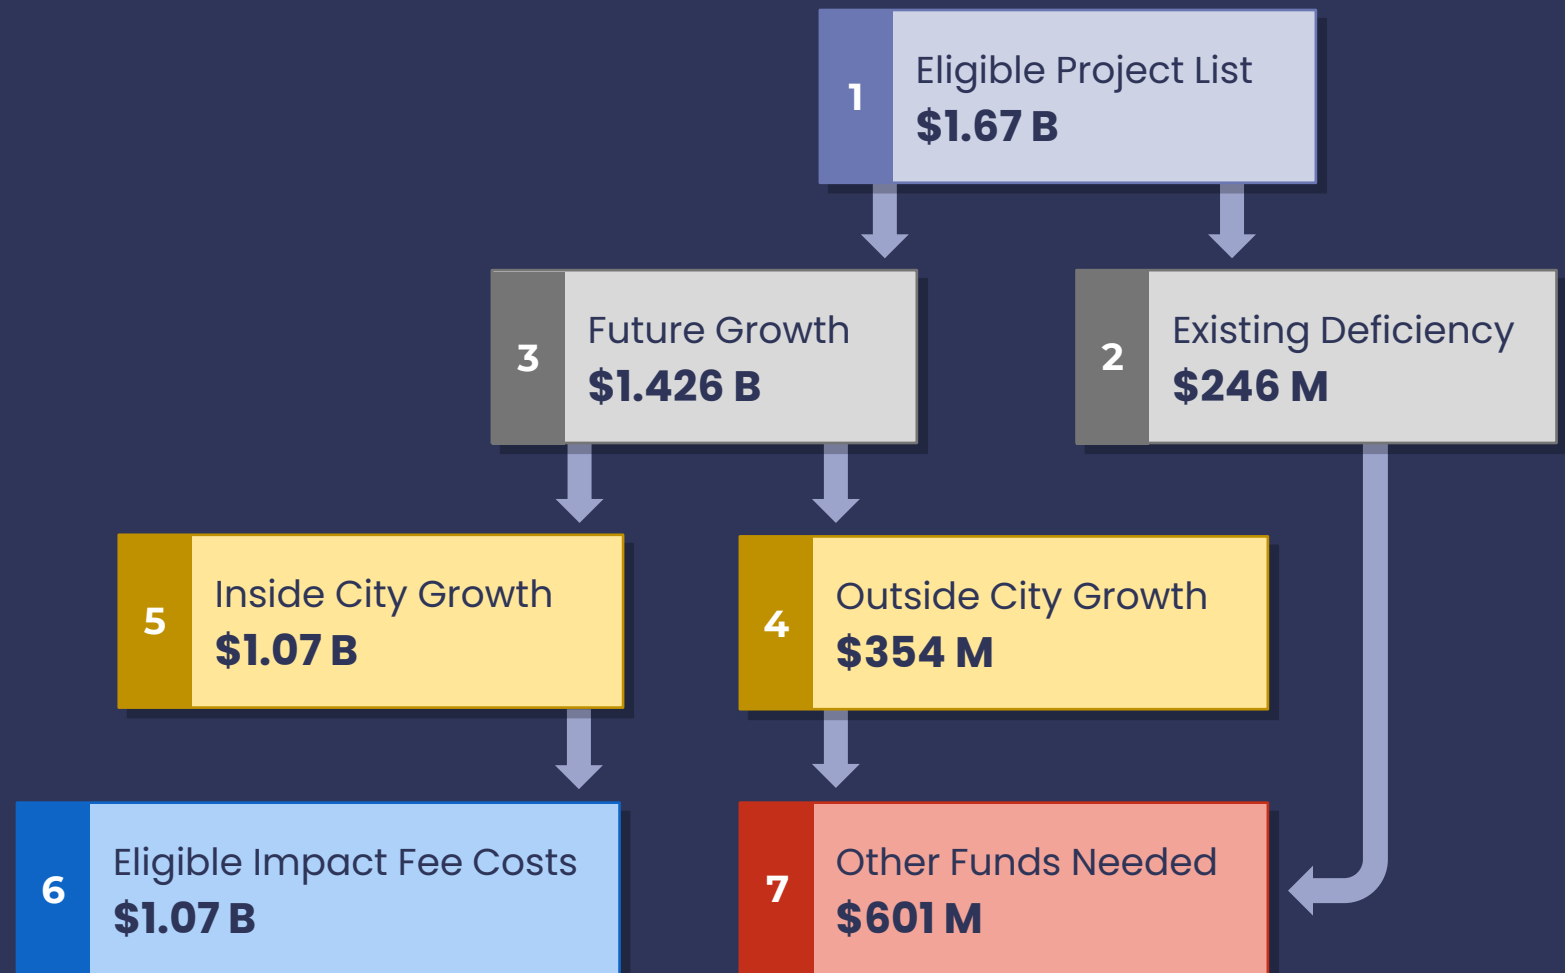 1
Eligible Project List
$1.67 B
3
Future Growth
$1.426 B
2
Existing Deficiency
$246 M
5
Inside City Growth
$1.07 B
4
Outside City Growth
$354 M
6
Eligible Impact Fee Costs
$1.07 B
7
Other Funds Needed
$601 M